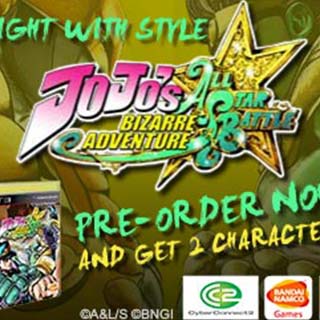 IGHT WITH STYLE
JOJO'S
BIZARRE
ADVENTURE
ALL
STAR
BATTLE
PRE-ORDER NO
AND GET 2 CHARACTE
CyberConnect2
BANDAI
NAMCO
Games
©A&L/S ©BNGI